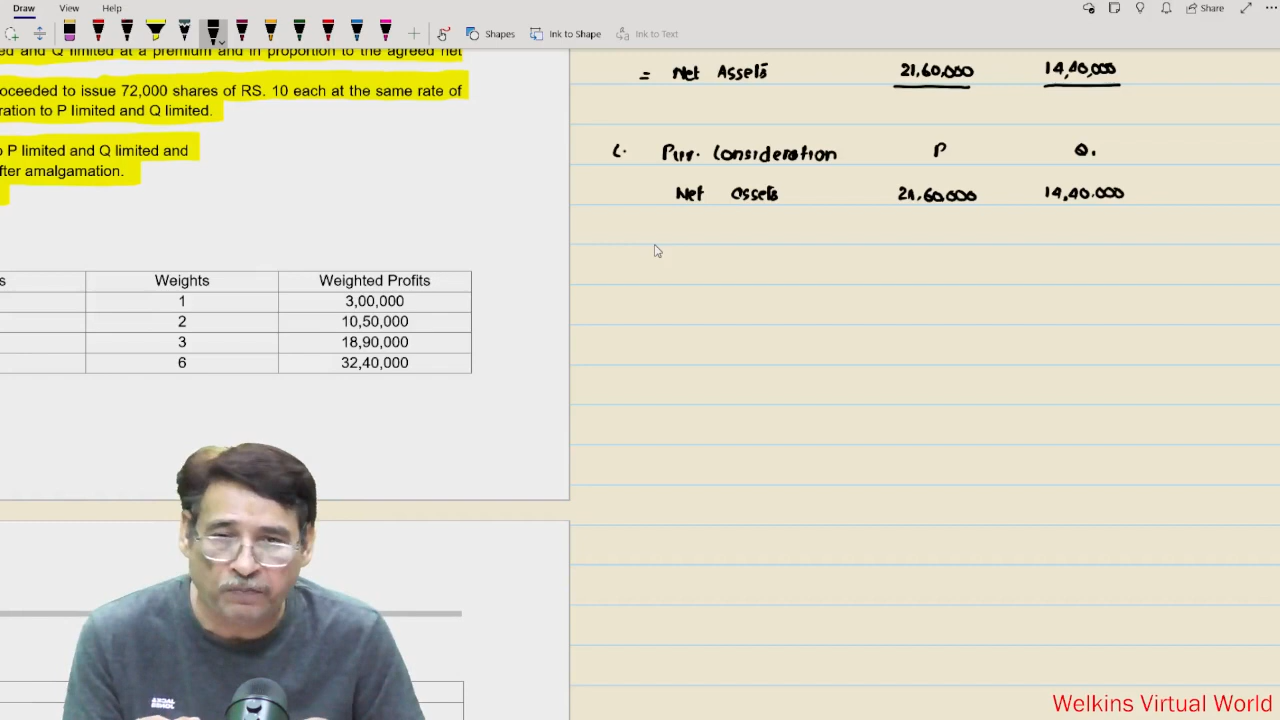 Draw View Help
Shapes Ink to Shape Ink to Text Share
ed and Q limited at a premium and in proportion to the agreed net
oceeded to issue 72,000 shares of RS. 10 each at the same rate of
ration to P limited and Q limited.
o P limited and Q limited and
fter amalgamation.
s Weights Weighted Profits
1 3,00,000
2 10,50,000
3 18,90,000
6 32,40,000
= Net Assets 21,60,000 14,40,000
C. Pur. Consideration P Q.
Net assets 21,60,000 14,40,000
Welkins Virtual World